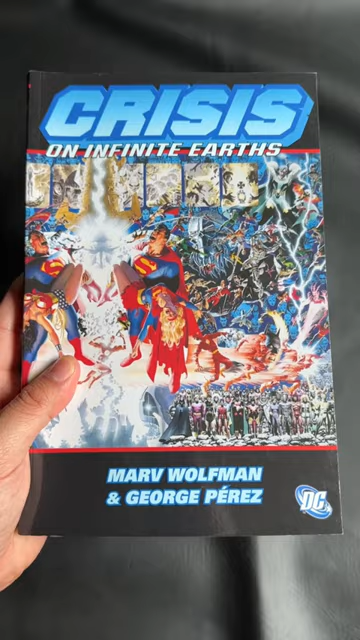 CRISIS
ON INFINITE EARTHS
MARV WOLFMAN
& GEORGE PÉREZ
DC